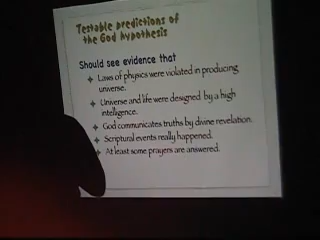 Testable predictions of
the God hypothesis
Should see evidence that
Laws of physics were violated in producing
universe.
Universe and life were designed by a high
intelligence.
God communicates truths by divine revelation.
Scriptural events really happened.
At least some prayers are answered.